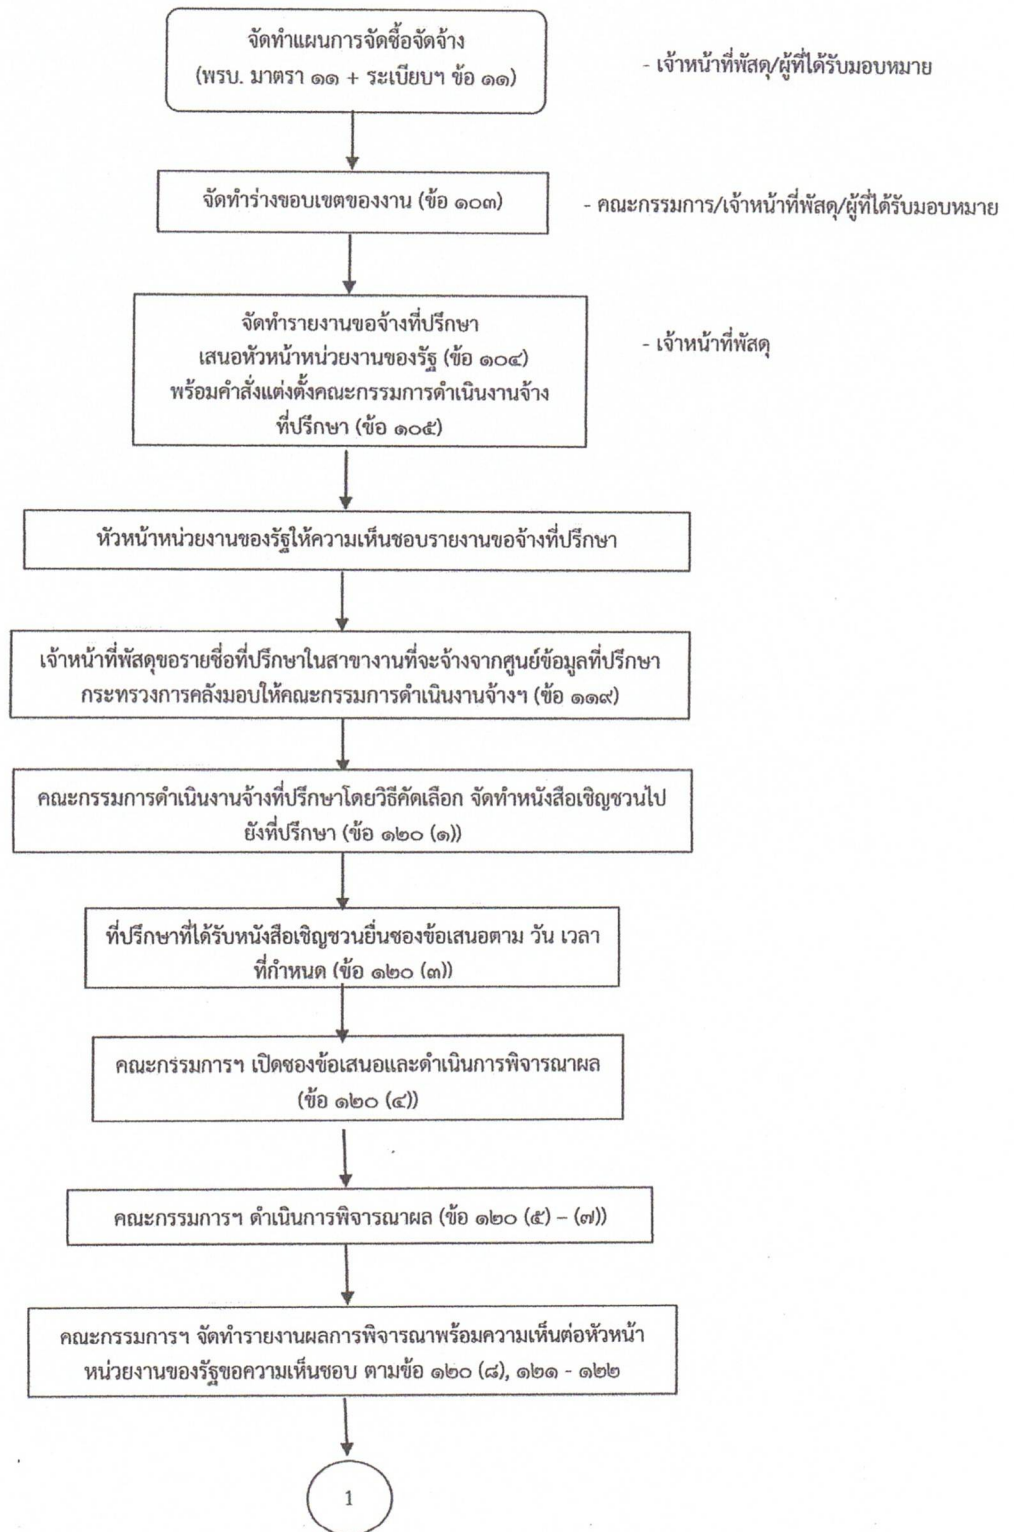 จัดทำแผนการจัดซื้อจัดจ้าง
(พรบ. มาตรา ๑๑ + ระเบียบฯ ข้อ ๑๑)
- เจ้าหน้าที่พัสดุ/ผู้ที่ได้รับมอบหมาย
จัดทำร่างขอบเขตของงาน (ข้อ ๑๐๓)
- คณะกรรมการ/เจ้าหน้าที่พัสดุ/ผู้ที่ได้รับมอบหมาย
จัดทำรายงานขอจ้างที่ปรึกษา
เสนอหัวหน้าหน่วยงานของรัฐ (ข้อ ๑๐๔)
พร้อมคำสั่งแต่งตั้งคณะกรรมการดำเนินงานจ้าง
ที่ปรึกษา (ข้อ ๑๐๕)
- เจ้าหน้าที่พัสดุ
หัวหน้าหน่วยงานของรัฐให้ความเห็นชอบรายงานขอจ้างที่ปรึกษา
เจ้าหน้าที่พัสดุขอรายชื่อที่ปรึกษาในสาขางานที่จะจ้างจากศูนย์ข้อมูลที่ปรึกษา
กระทรวงการคลังมอบให้คณะกรรมการดำเนินงานจ้างฯ (ข้อ ๑๑๙)
คณะกรรมการดำเนินงานจ้างที่ปรึกษาโดยวิธีคัดเลือก จัดทำหนังสือเชิญชวนไป
ยังที่ปรึกษา (ข้อ ๑๒๐ (๑))
ที่ปรึกษาที่ได้รับหนังสือเชิญชวนยื่นซองข้อเสนอตาม วัน เวลา
ที่กำหนด (ข้อ ๑๒๐ (๓))
คณะกรรมการฯ เปิดซองข้อเสนอและดำเนินการพิจารณาผล
(ข้อ ๑๒๐ (๔))
คณะกรรมการฯ ดำเนินการพิจารณาผล (ข้อ ๑๒๐ (๕) – (๗))
คณะกรรมการฯ จัดทำรายงานผลการพิจารณาพร้อมความเห็นต่อหัวหน้า
หน่วยงานของรัฐขอความเห็นชอบ ตามข้อ ๑๒๐ (๘), ๑๒๑ - ๑๒๒
1